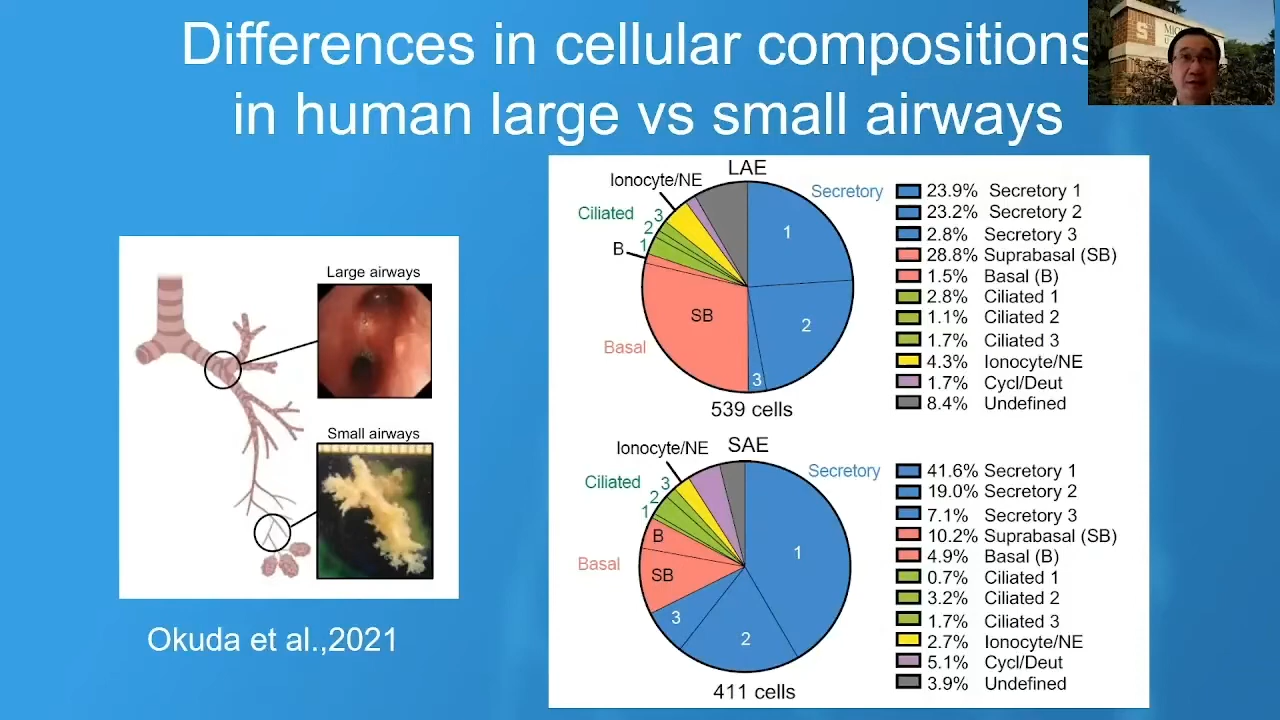 Differences in cellular compositions
in human large vs small airways
Large airways
Small airways
Okuda et al.,2021
LAE
Ionocyte/NE
Ciliated
3
2
1
B
SB
Basal
Secretory
1
2
3
539 cells
23.9% Secretory 1
23.2% Secretory 2
2.8% Secretory 3
28.8% Suprabasal (SB)
1.5% Basal (B)
2.8% Ciliated 1
1.1% Ciliated 2
1.7% Ciliated 3
4.3% Ionocyte/NE
1.7% Cycl/Deut
8.4% Undefined
SAE
Ionocyte/NE
Ciliated
3
2
1
B
Basal
SB
Secretory
1
2
3
411 cells
41.6% Secretory 1
19.0% Secretory 2
7.1% Secretory 3
10.2% Suprabasal (SB)
4.9% Basal (B)
0.7% Ciliated 1
3.2% Ciliated 2
1.7% Ciliated 3
2.7% Ionocyte/NE
5.1% Cycl/Deut
3.9% Undefined